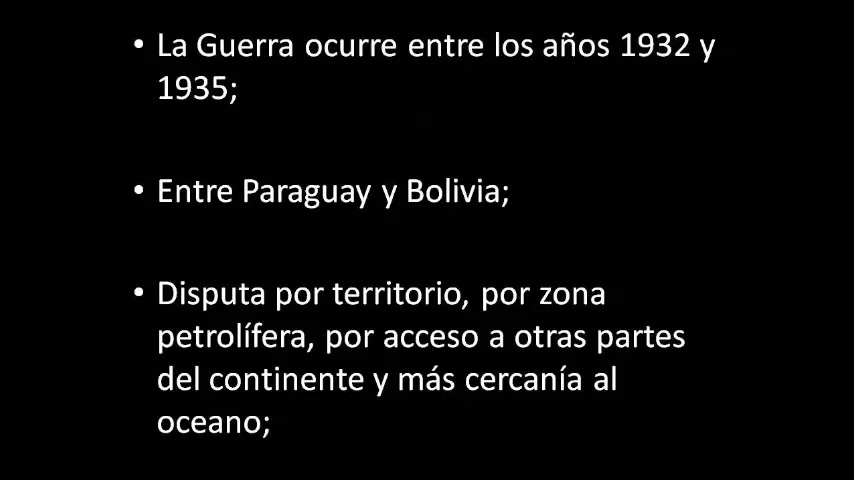 • La Guerra ocurre entre los años 1932 y
1935;
• Entre Paraguay y Bolivia;
• Disputa por territorio, por zona
petrolífera, por acceso a otras partes
del continente y más cercanía al
oceano;